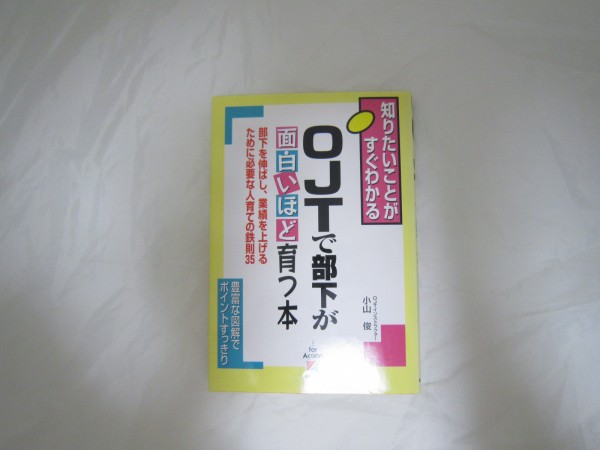 知りたいことが
すぐわかる
OJTで部下が
面白いほど育つ本
部下を伸ばし、業績を上げる
ために必要な人育ての鉄則35
小山 俊
豊富な図解で
ポイントすっきり
for